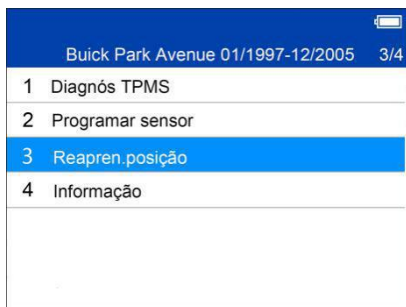 Buick Park Avenue 01/1997-12/2005 3/4
1 Diagnós TPMS
2 Programar sensor
3 Reapren.posição
4 Informação